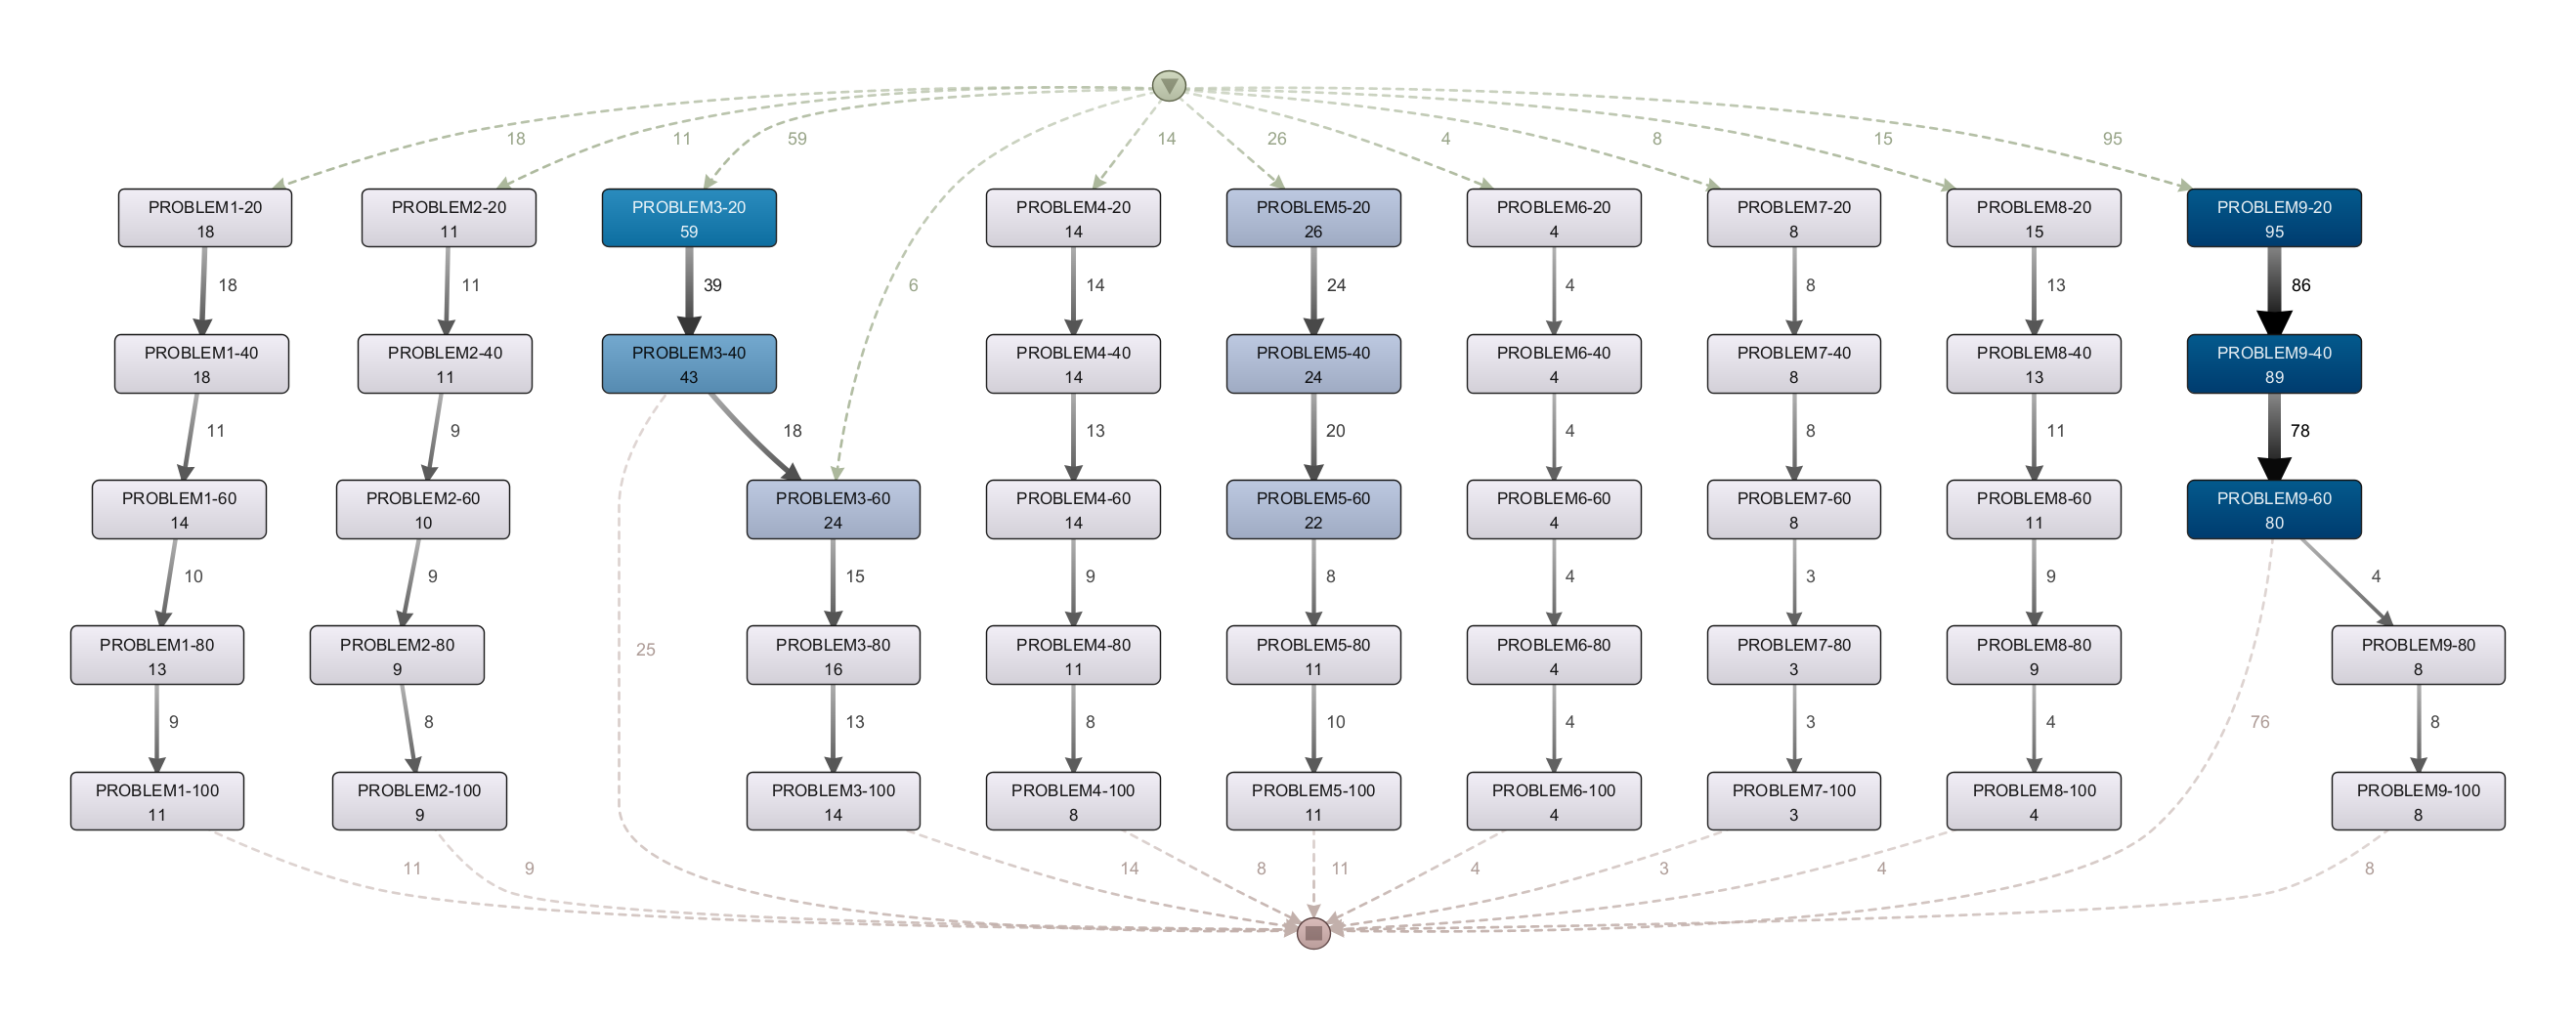 18
11
59
14
26
4
8
15
95
PROBLEM1-20
18
PROBLEM2-20
11
PROBLEM3-20
59
PROBLEM4-20
14
PROBLEM5-20
26
PROBLEM6-20
4
PROBLEM7-20
8
PROBLEM8-20
15
PROBLEM9-20
95
18
11
39
6
14
24
4
8
13
86
PROBLEM1-40
18
PROBLEM2-40
11
PROBLEM3-40
43
PROBLEM4-40
14
PROBLEM5-40
24
PROBLEM6-40
4
PROBLEM7-40
8
PROBLEM8-40
13
PROBLEM9-40
89
11
9
18
13
20
4
8
11
78
PROBLEM1-60
14
PROBLEM2-60
10
PROBLEM3-60
24
PROBLEM4-60
14
PROBLEM5-60
22
PROBLEM6-60
4
PROBLEM7-60
8
PROBLEM8-60
11
PROBLEM9-60
80
10
9
15
9
8
4
3
9
4
PROBLEM1-80
13
PROBLEM2-80
9
25
PROBLEM3-80
16
PROBLEM4-80
11
PROBLEM5-80
11
PROBLEM6-80
4
PROBLEM7-80
3
PROBLEM8-80
9
PROBLEM9-80
8
9
8
13
8
10
4
3
4
76
8
PROBLEM1-100
11
PROBLEM2-100
9
PROBLEM3-100
14
PROBLEM4-100
8
PROBLEM5-100
11
PROBLEM6-100
4
PROBLEM7-100
3
PROBLEM8-100
4
PROBLEM9-100
8
11
9
14
8
11
4
3
4
8